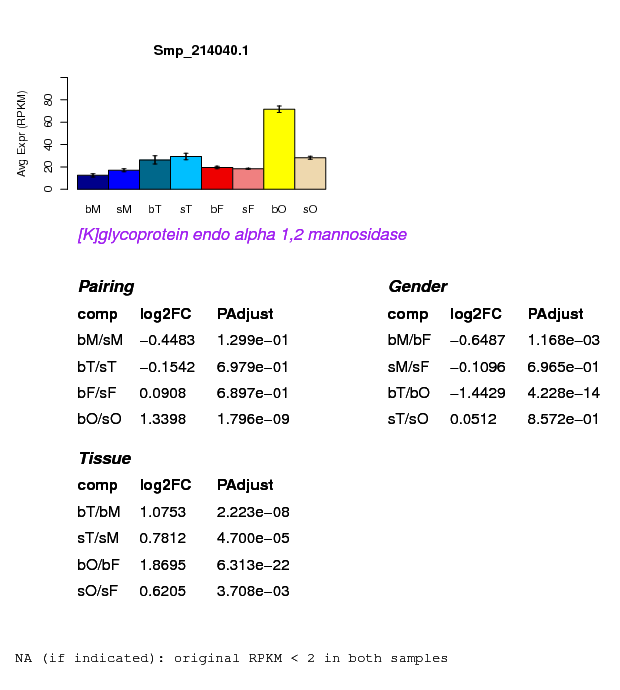 Smp_214040.1
Avg Expr (RPKM)
0 20 40 60 80
bM sM bT sT bF sF bO sO
[K]glycoprotein endo alpha 1,2 mannosidase
Pairing Gender
comp log2FC PAdjust comp log2FC PAdjust
bM/sM −0.4483 1.299e−01 bM/bF −0.6487 1.168e−03
bT/sT −0.1542 6.979e−01 sM/sF −0.1096 6.965e−01
bF/sF 0.0908 6.897e−01 bT/bO −1.4429 4.228e−14
bO/sO 1.3398 1.796e−09 sT/sO 0.0512 8.572e−01
Tissue
comp log2FC PAdjust
bT/bM 1.0753 2.223e−08
sT/sM 0.7812 4.700e−05
bO/bF 1.8695 6.313e−22
sO/sF 0.6205 3.708e−03
NA (if indicated): original RPKM < 2 in both samples